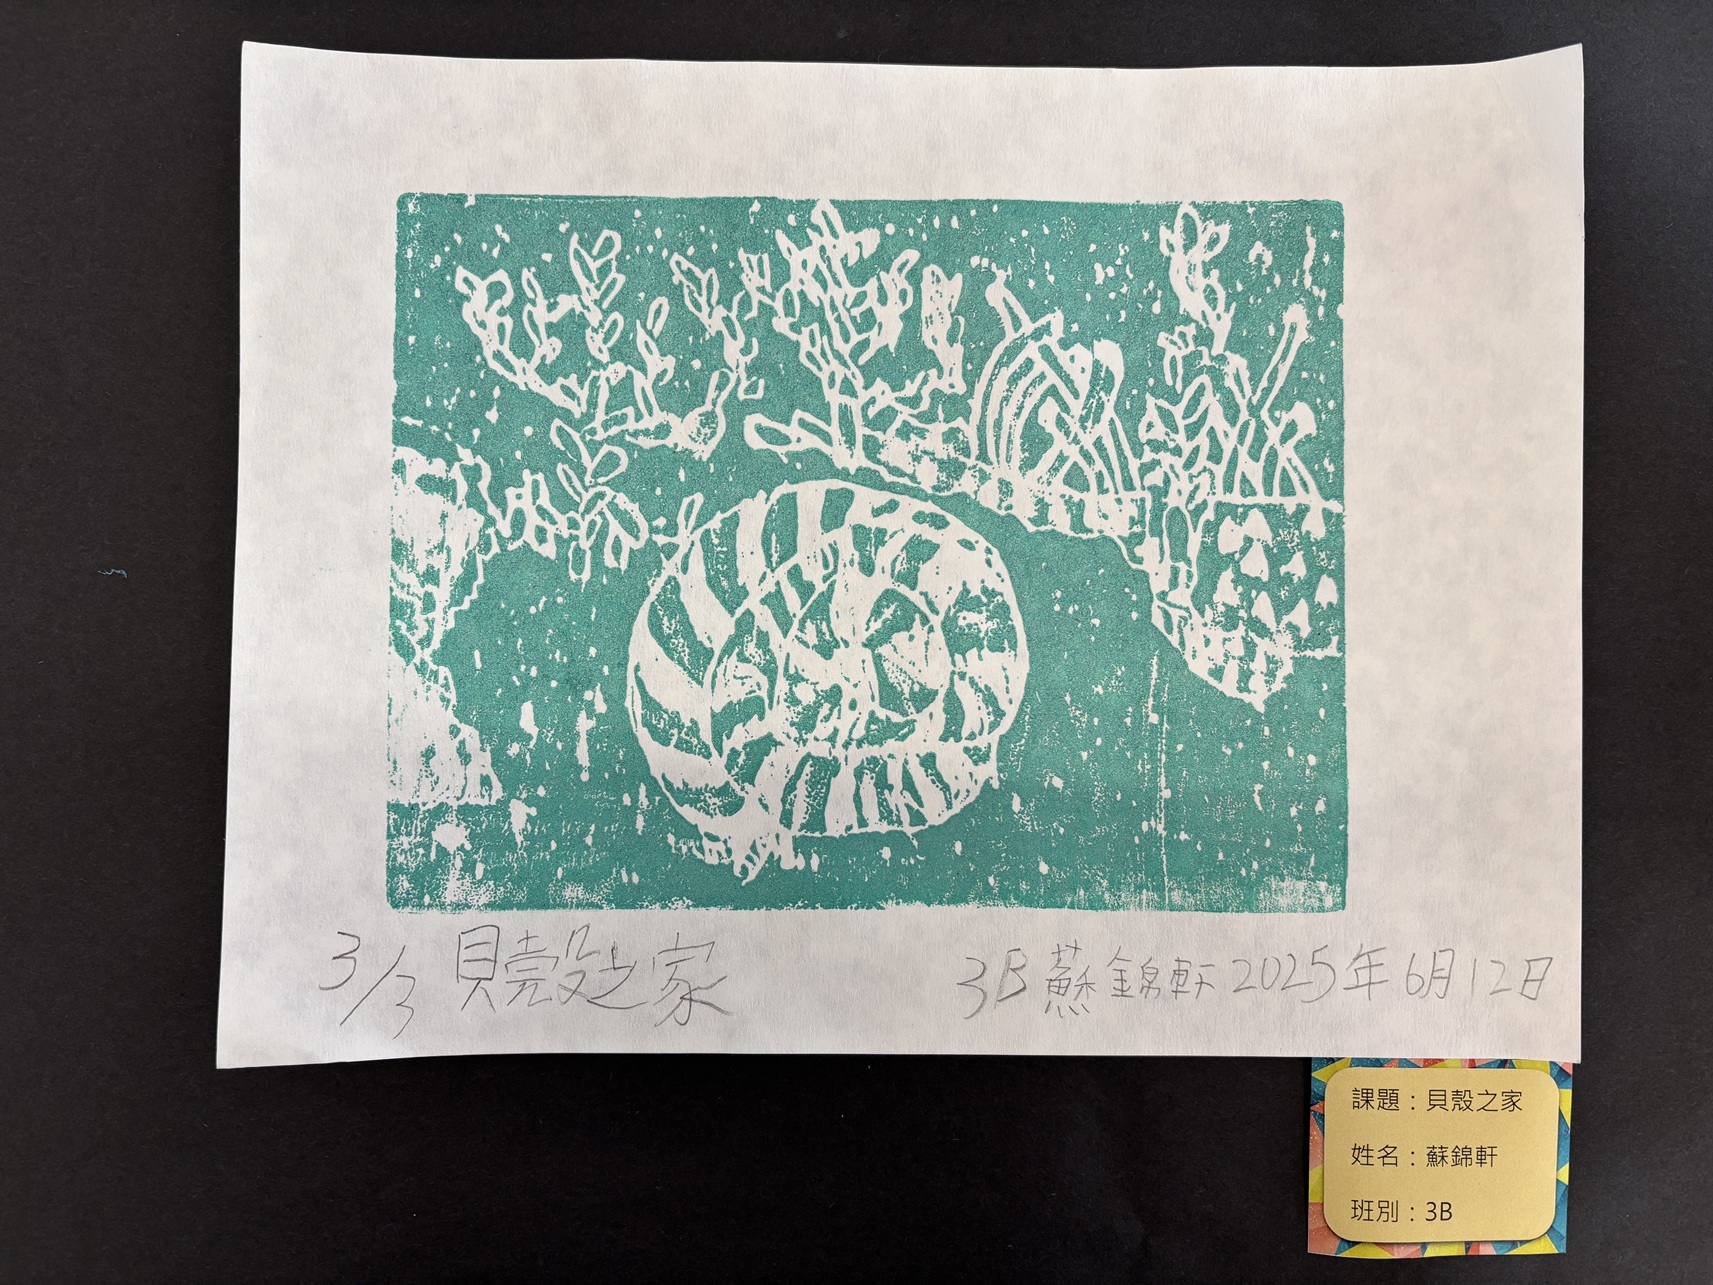 3/3 貝殼之家
3B 蘇錦軒 2025年6月12日
課題：貝殼之家
姓名：蘇錦軒
班別：3B